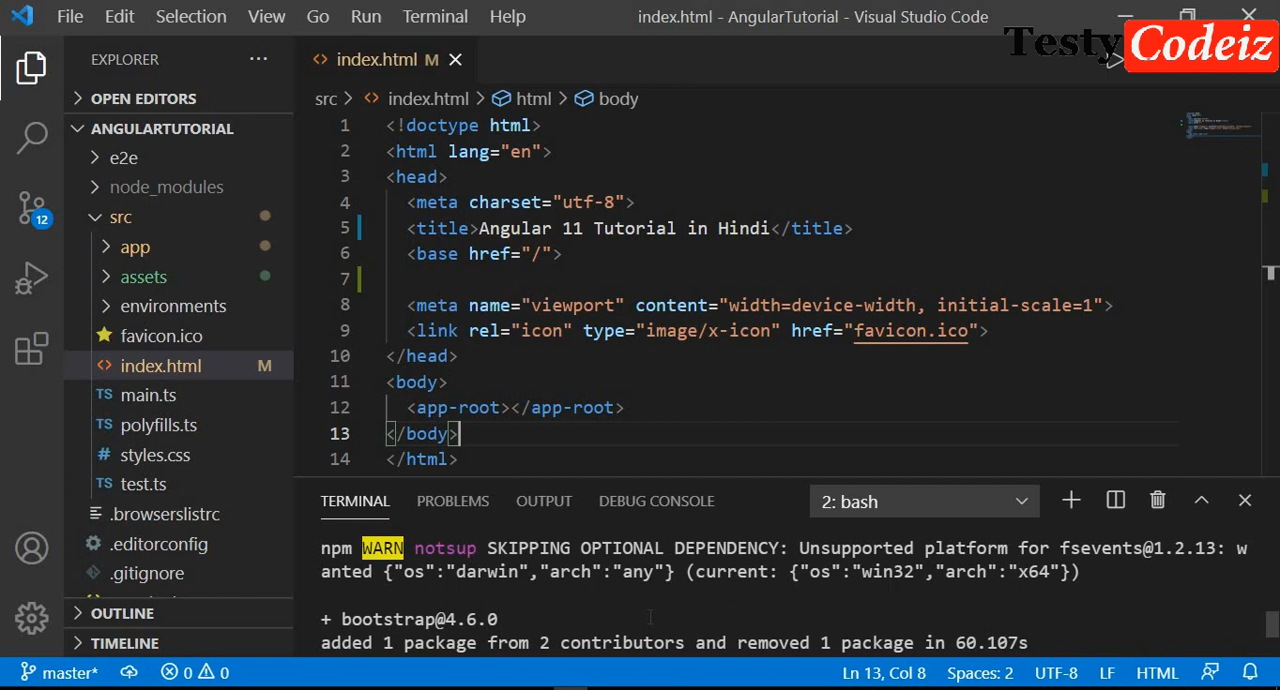 File Edit Selection View Go Run Terminal Help index.html - AngularTutorial - Visual Studio Code
Testy Codeiz
EXPLORER
index.html M
OPEN EDITORS
src index.html html body
ANGULARTUTORIAL
e2e
node_modules
src
app
assets
environments
favicon.ico
index.html M
TS main.ts
TS polyfills.ts
# styles.css
TS test.ts
.browserslistrc
.editorconfig
.gitignore
OUTLINE
TIMELINE
12
1 <!doctype html>
2 <html lang="en">
3 <head>
4 <meta charset="utf-8">
5 <title>Angular 11 Tutorial in Hindi</title>
6 <base href="/">
7
8 <meta name="viewport" content="width=device-width, initial-scale=1">
9 <link rel="icon" type="image/x-icon" href="favicon.ico">
10 </head>
11 <body>
12 <app-root></app-root>
13 </body>
14 </html>
TERMINAL PROBLEMS OUTPUT DEBUG CONSOLE 2: bash
npm WARN notsup SKIPPING OPTIONAL DEPENDENCY: Unsupported platform for fsevents@1.2.13: w
anted {"os":"darwin","arch":"any"} (current: {"os":"win32","arch":"x64"})
+ bootstrap@4.6.0
added 1 package from 2 contributors and removed 1 package in 60.107s
master* 0 0 Ln 13, Col 8 Spaces: 2 UTF-8 LF HTML